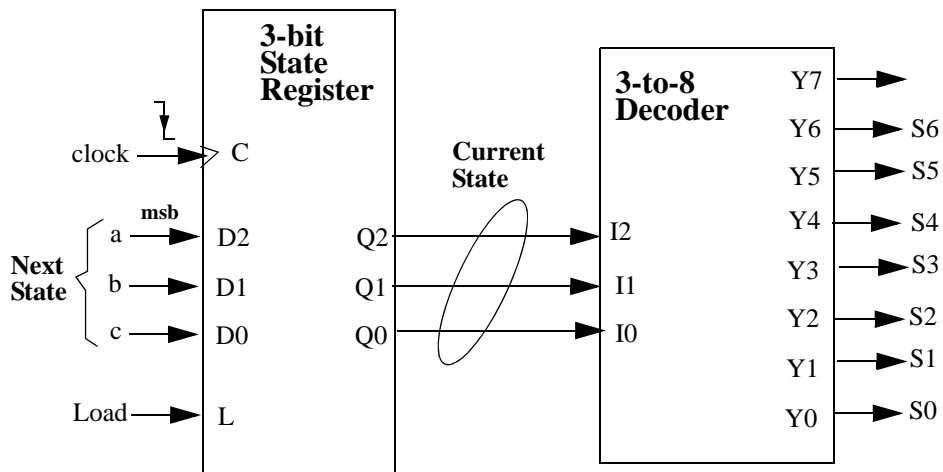 3-bit
State
Register
clock
C
msb
Next
State
a
b
c
D2
D1
D0
Load
L
Q2
Q1
Q0
Current
State
3-to-8
Decoder
I2
I1
I0
Y7
Y6
S6
Y5
S5
Y4
S4
Y3
S3
Y2
S2
Y1
S1
Y0
S0